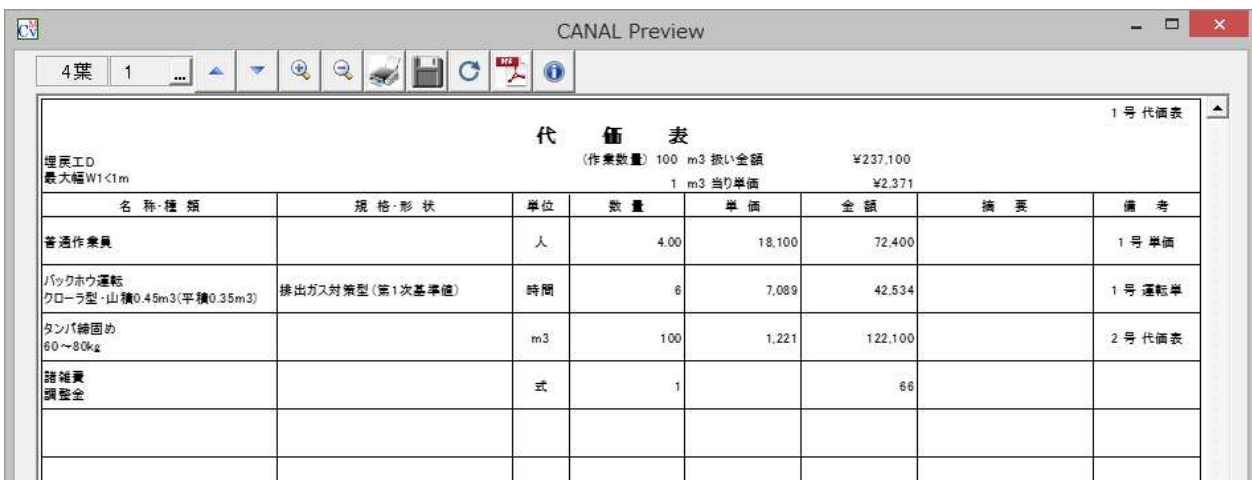 CANAL Preview
4葉 1 ...
1 号 代価表
代 価 表
埋戻工D
(作業数量) 100 m3 扱い金額 ¥237,100
最大幅W1<1m
1 m3 当り単価 ¥2,371
名 称・種 類 規 格・形 状 単位 数 量 単 価 金 額 摘 要 備 考
普通作業員 人 4.00 18,100 72,400 1 号 単価
バックホウ運転
クローラ型・山積0.45m3(平積0.35m3) 排出ガス対策型(第1次基準値) 時間 6 7,089 42,534 1 号 運転単
タンパ締固め
60~80kg m3 100 1,221 122,100 2 号 代価表
諸雑費
調整金 式 1 66